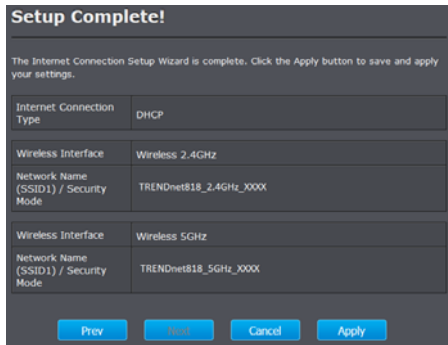 Setup Complete!
The Internet Connection Setup Wizard is complete. Click the Apply button to save and apply
your settings.
Internet Connection
Type
DHCP
Wireless Interface
Wireless 2.4GHz
Network Name
(SSID1) / Security
Mode
TRENDnet818_2.4GHz_XXXX
Wireless Interface
Wireless 5GHz
Network Name
(SSID1) / Security
Mode
TRENDnet818_5GHz_XXXX
Prev
Next
Cancel
Apply